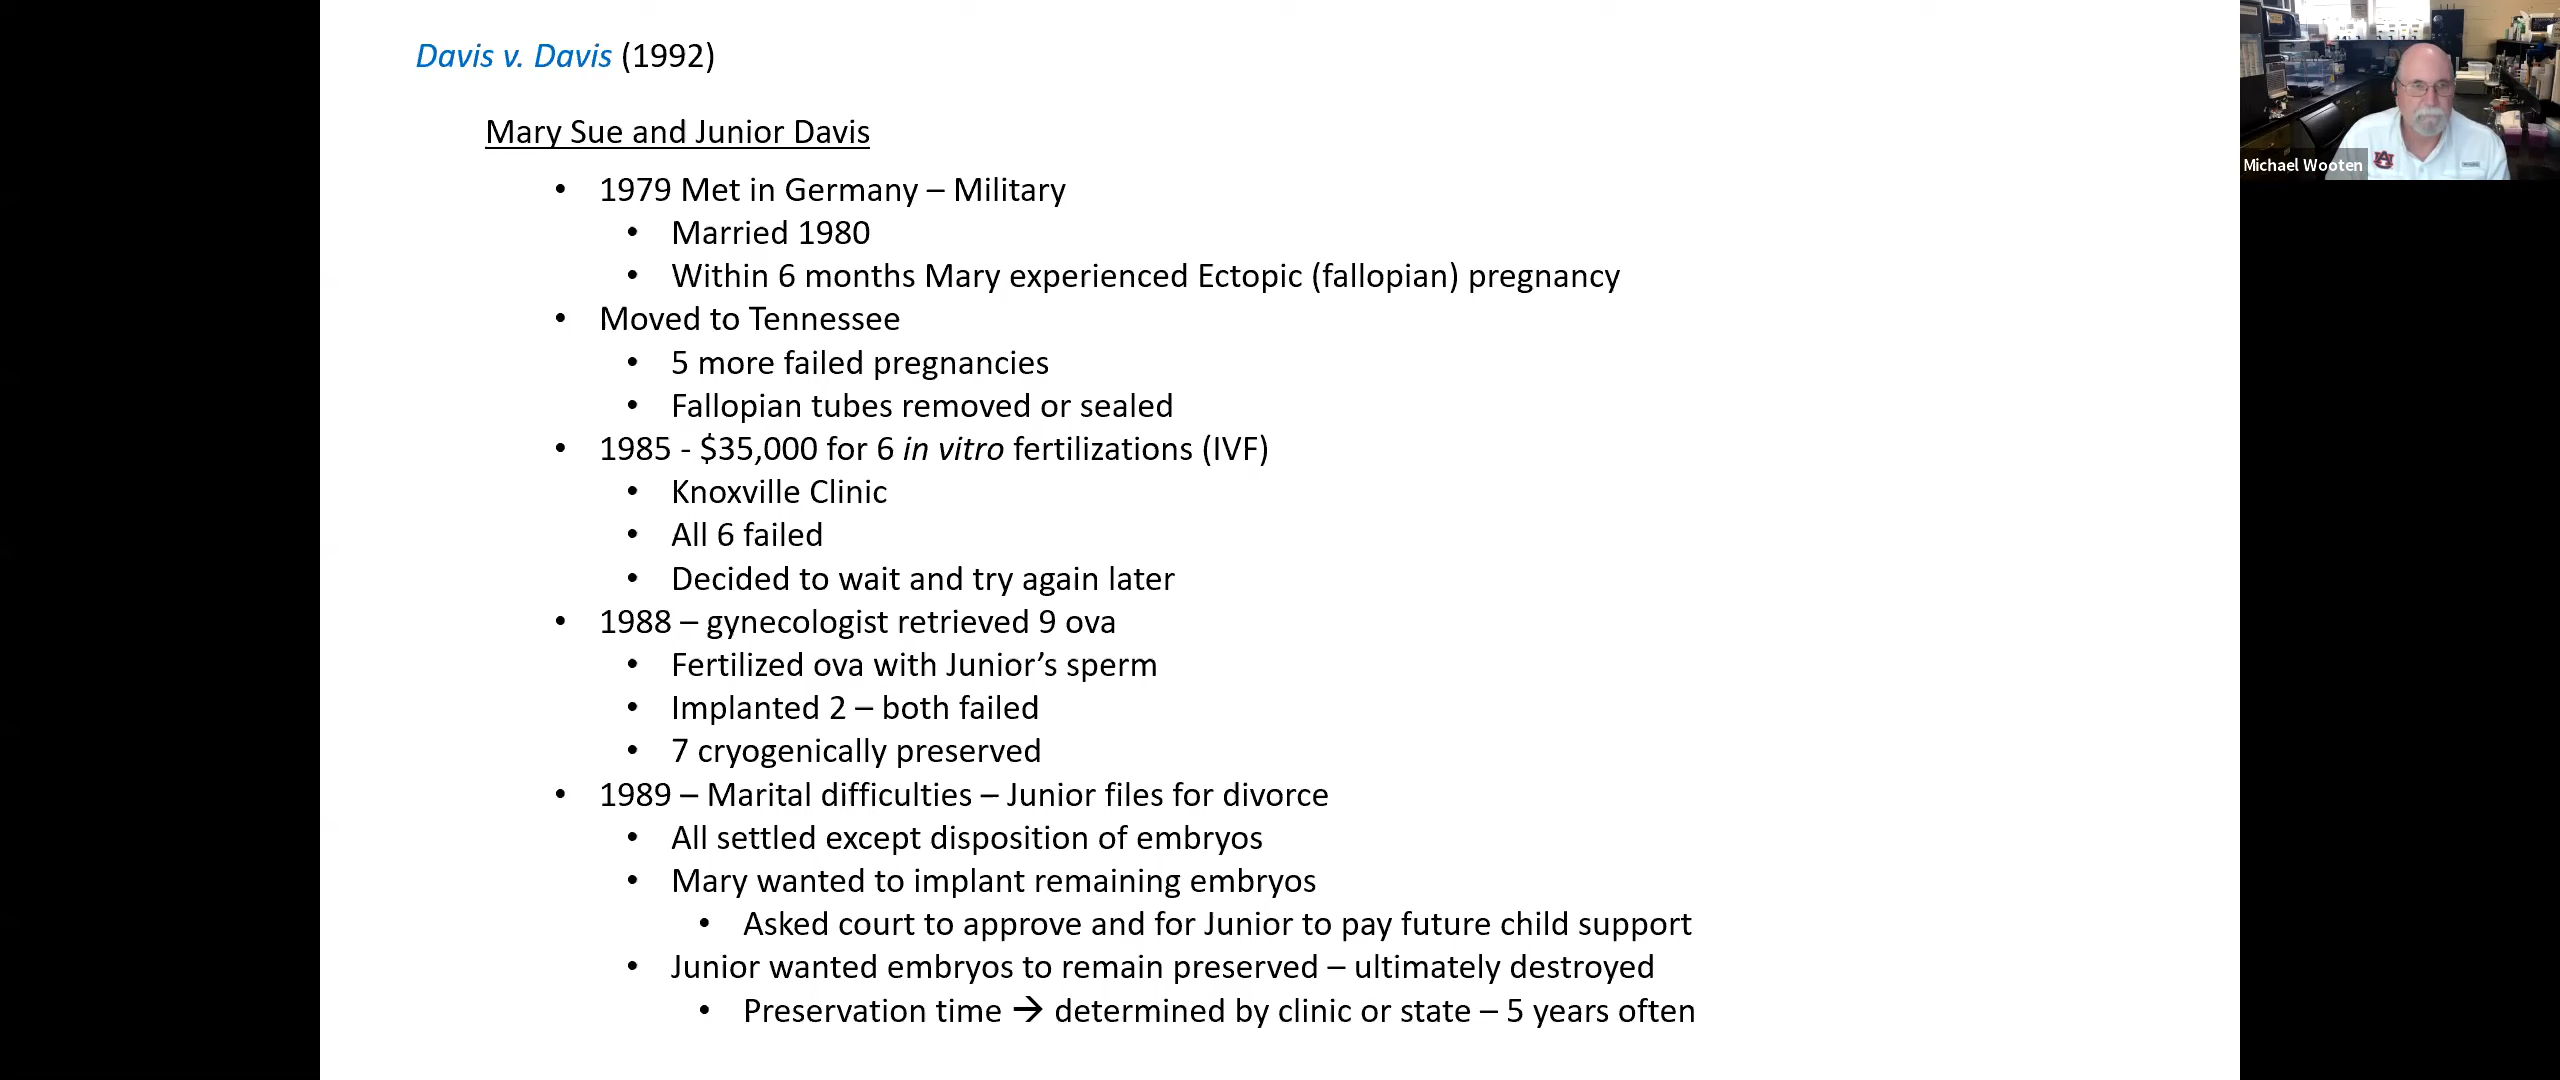 Davis v. Davis (1992)
Mary Sue and Junior Davis
• 1979 Met in Germany – Military
• Married 1980
• Within 6 months Mary experienced Ectopic (fallopian) pregnancy
• Moved to Tennessee
• 5 more failed pregnancies
• Fallopian tubes removed or sealed
• 1985 - $35,000 for 6 in vitro fertilizations (IVF)
• Knoxville Clinic
• All 6 failed
• Decided to wait and try again later
• 1988 – gynecologist retrieved 9 ova
• Fertilized ova with Junior’s sperm
• Implanted 2 – both failed
• 7 cryogenically preserved
• 1989 – Marital difficulties – Junior files for divorce
• All settled except disposition of embryos
• Mary wanted to implant remaining embryos
• Asked court to approve and for Junior to pay future child support
• Junior wanted embryos to remain preserved – ultimately destroyed
• Preservation time → determined by clinic or state – 5 years often
Michael Wooten
AU